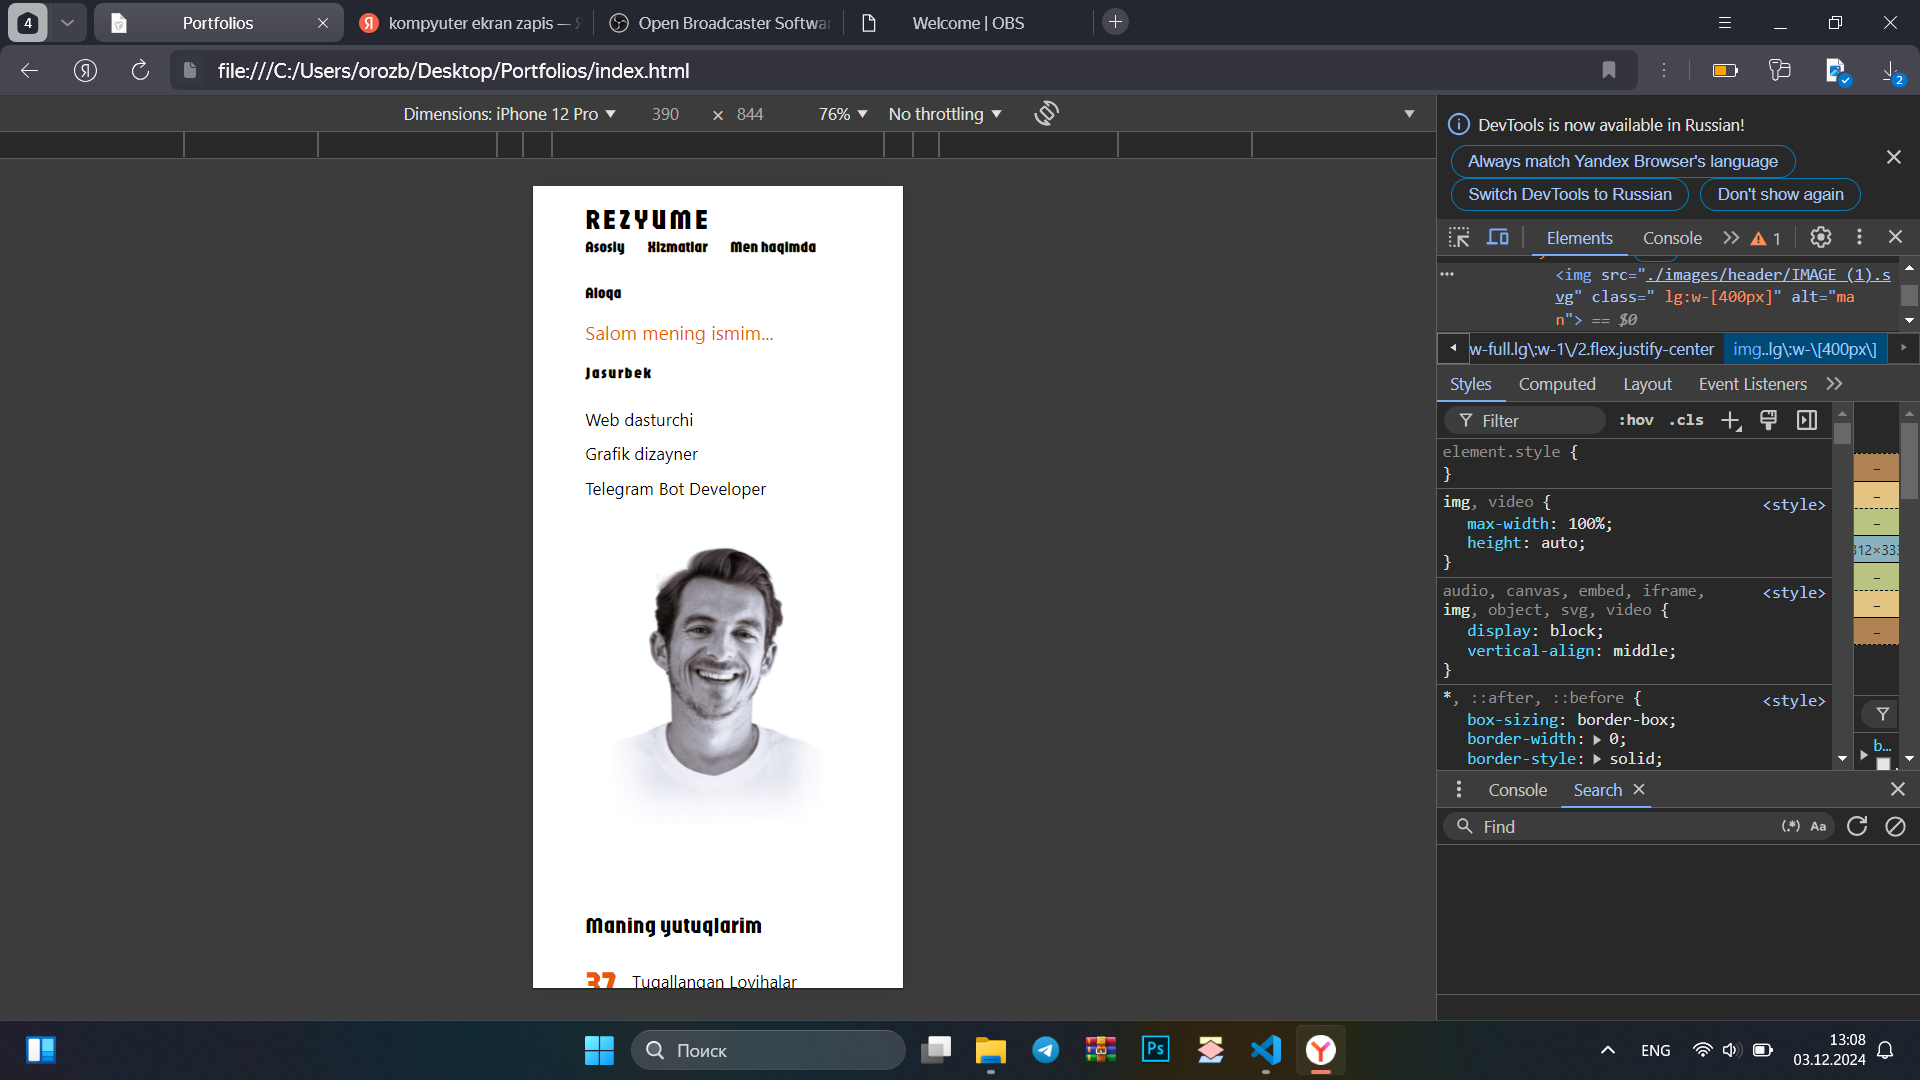 4
Portfolios
kompyuter ekran zapis —
Open Broadcaster Softwar
Welcome | OBS
file:///C:/Users/orozb/Desktop/Portfolios/index.html
2
Dimensions: iPhone 12 Pro
390 × 844
76%
No throttling
REZYUME
Asosiy Xizmatlar Men haqimda
Aloqa
Salom mening ismim...
Jasurbek
Web dasturchi
Grafik dizayner
Telegram Bot Developer
Maning yutuqlarim
37 Tugallangan Loyihalar
DevTools is now available in Russian!
Always match Yandex Browser's language
Switch DevTools to Russian
Don't show again
Elements
Console
1
<img src="./images/header/IMAGE (1).s
vg" class=" lg:w-[400px]" alt="ma
n"> == $0
w-full.lg\:w-1\/2.flex.justify-center
img..lg\:w-\[400px\]
Styles
Computed
Layout
Event Listeners
Filter
:hov
.cls
element.style {
}
img, video {
<style>
max-width: 100%;
height: auto;
}
audio, canvas, embed, iframe,
<style>
img, object, svg, video {
display: block;
vertical-align: middle;
}
*, ::after, ::before {
<style>
box-sizing: border-box;
border-width: 0;
border-style: solid;
–
–
–
312×333
–
–
–
b...
Console
Search
Find
(.*)
Aa
Поиск
Ps
ENG
13:08
03.12.2024